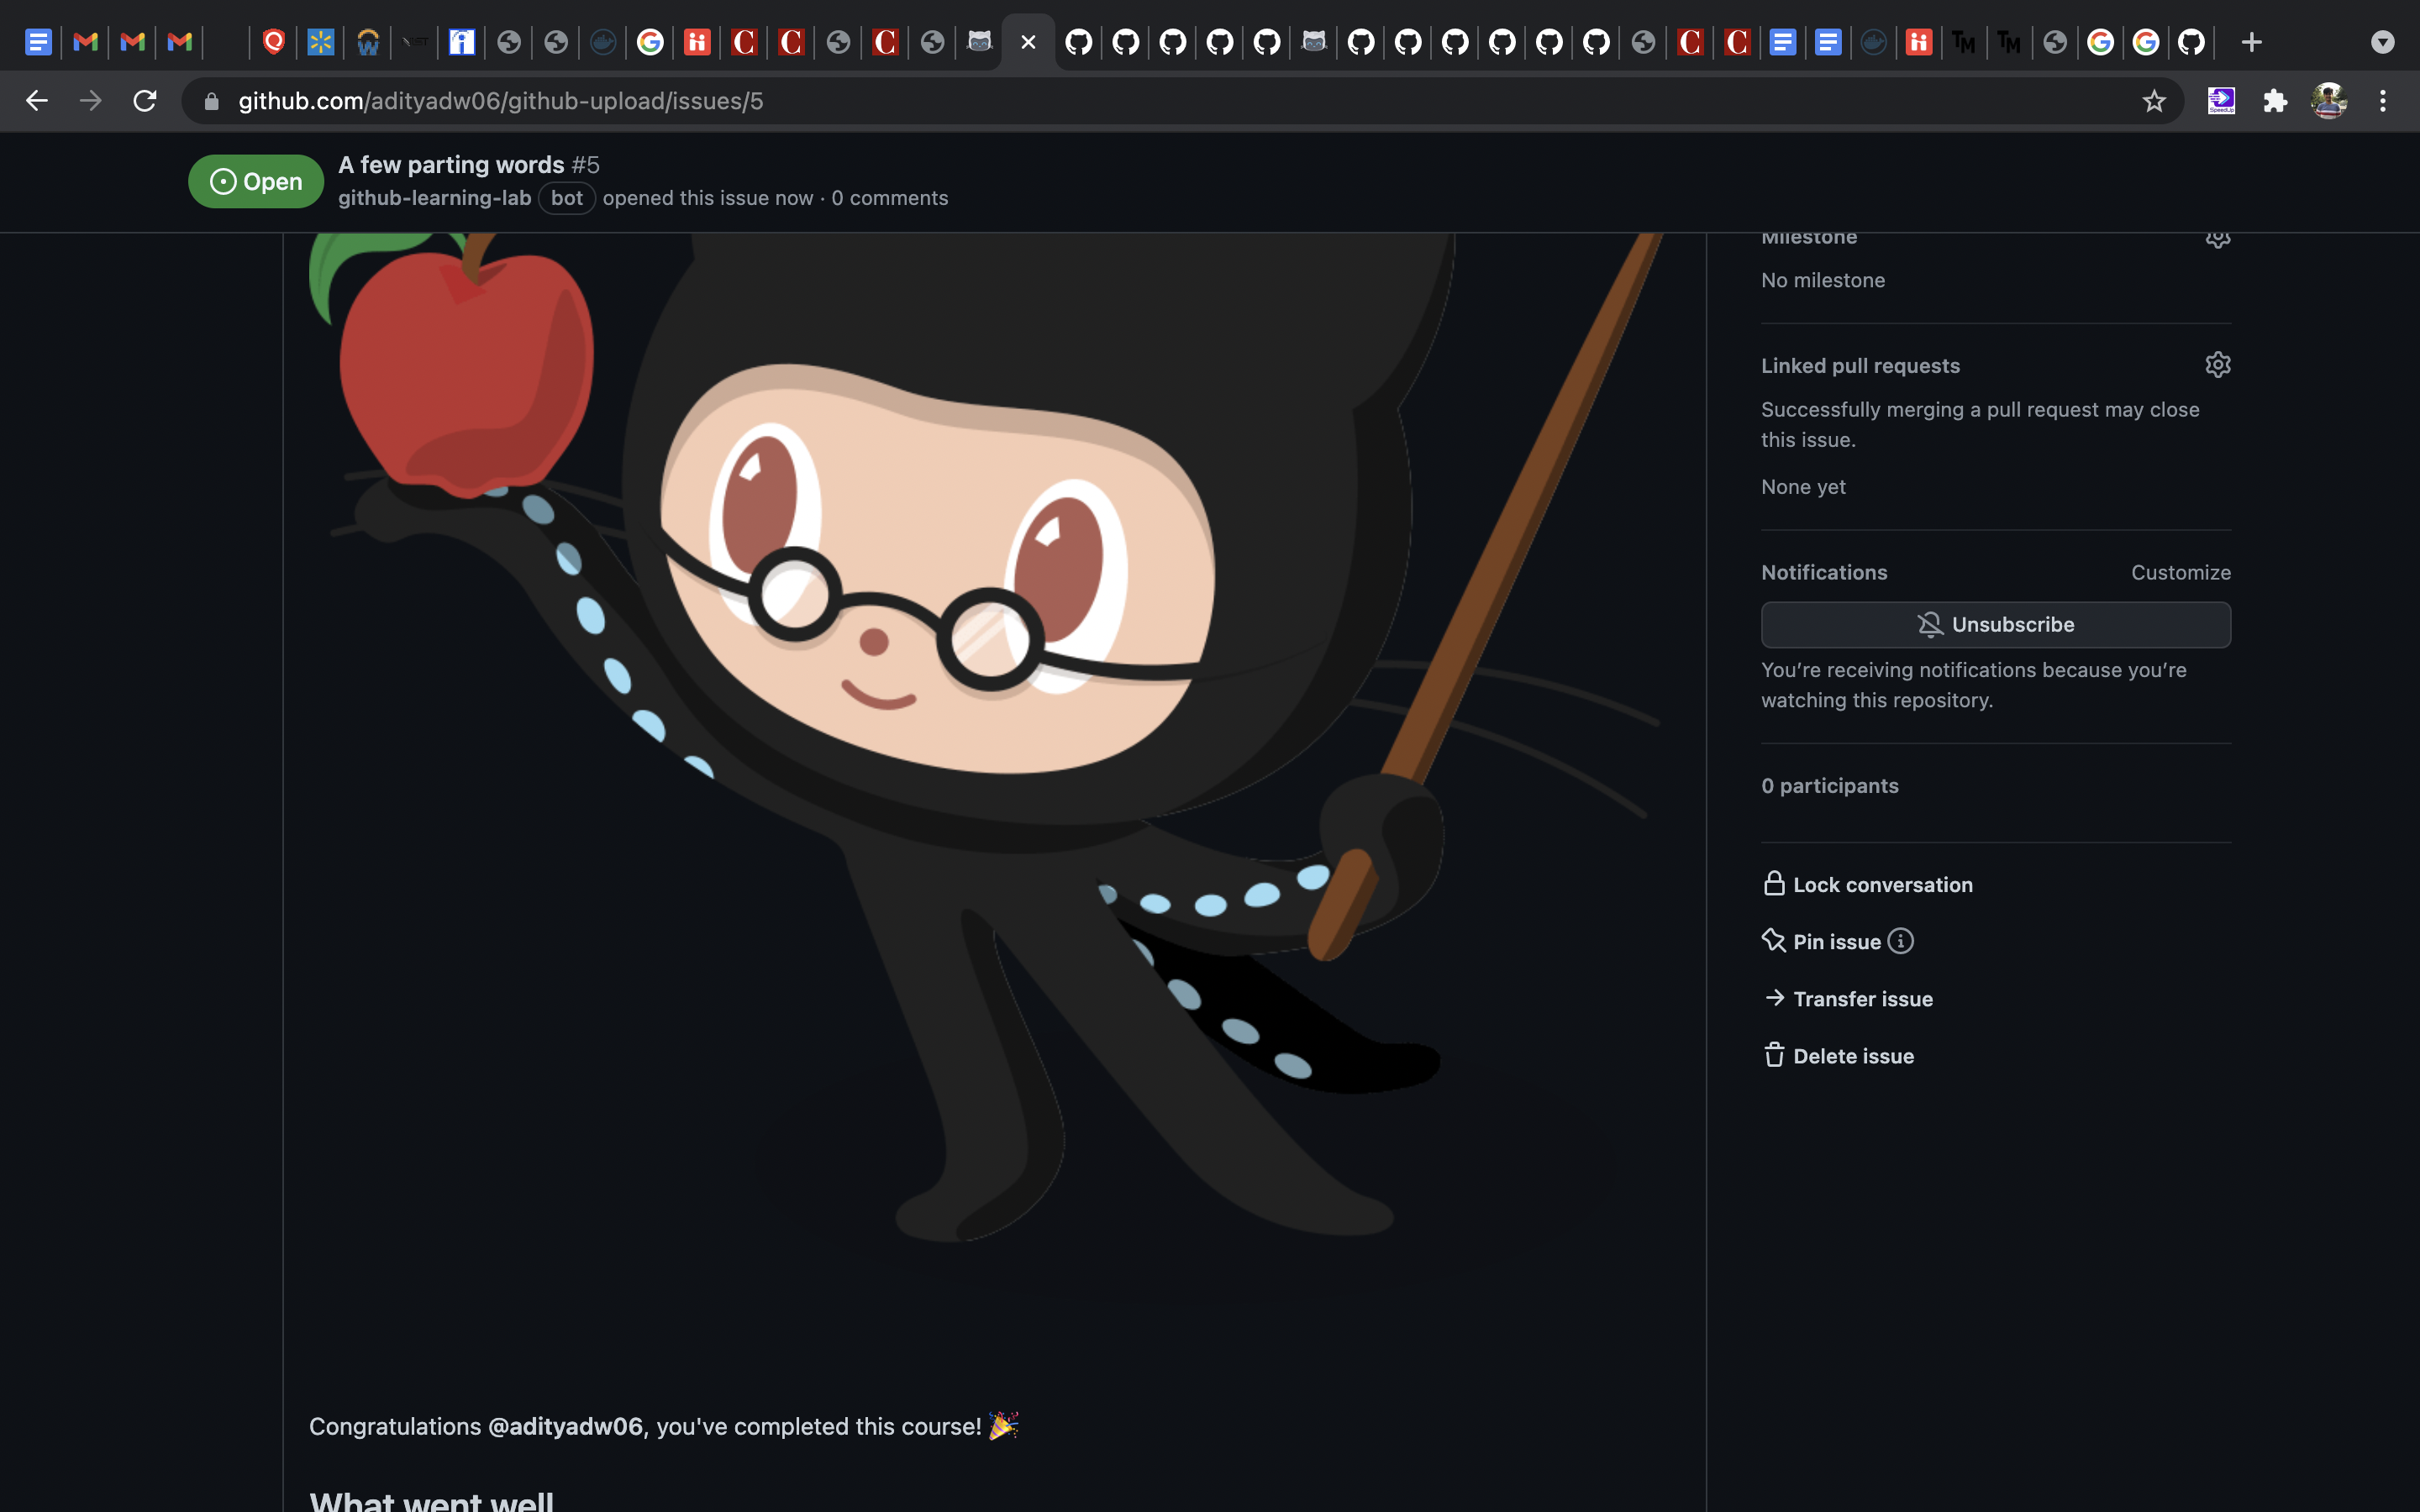 github.com/adityadw06/github-upload/issues/5
Open
A few parting words #5
github-learning-lab bot opened this issue now · 0 comments
Milestone
No milestone
Linked pull requests
Successfully merging a pull request may close
this issue.
None yet
Notifications Customize
Unsubscribe
You’re receiving notifications because you’re
watching this repository.
0 participants
Lock conversation
Pin issue
Transfer issue
Delete issue
Congratulations @adityadw06, you've completed this course! 🎉
What went well